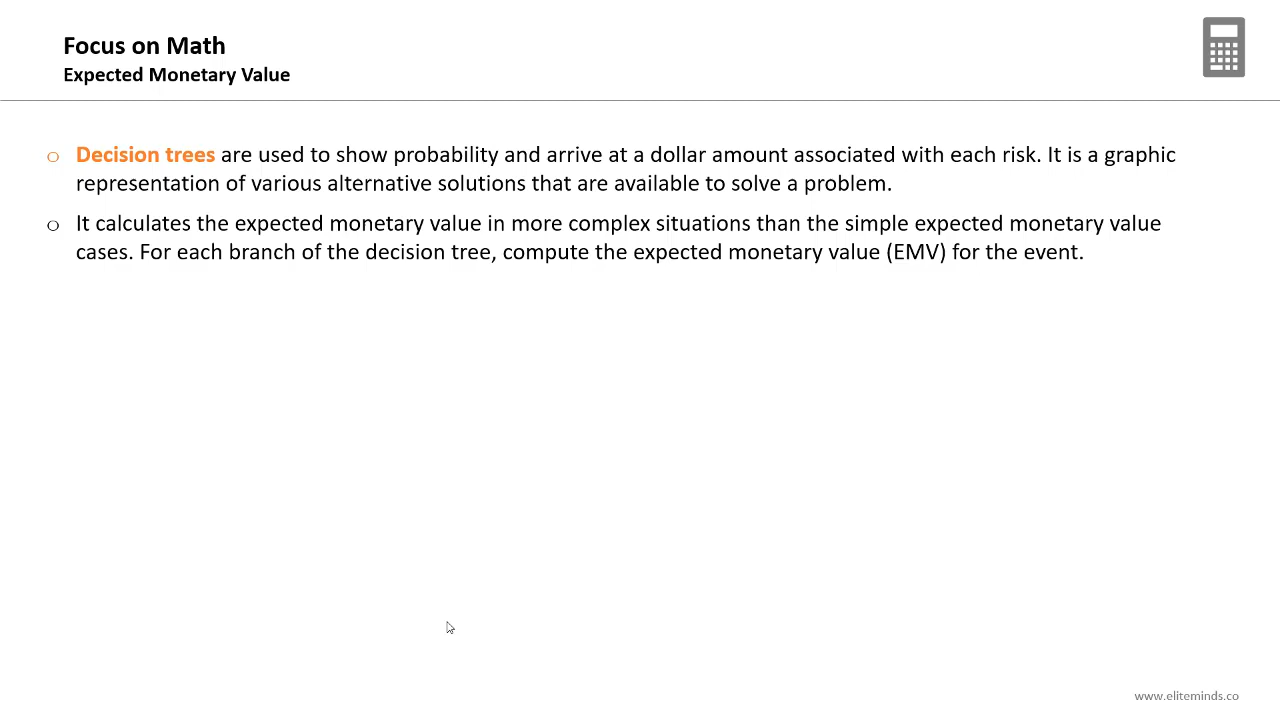 Focus on Math
Expected Monetary Value
Decision trees are used to show probability and arrive at a dollar amount associated with each risk. It is a graphic
representation of various alternative solutions that are available to solve a problem.
It calculates the expected monetary value in more complex situations than the simple expected monetary value
cases. For each branch of the decision tree, compute the expected monetary value (EMV) for the event.
www.eliteminds.co